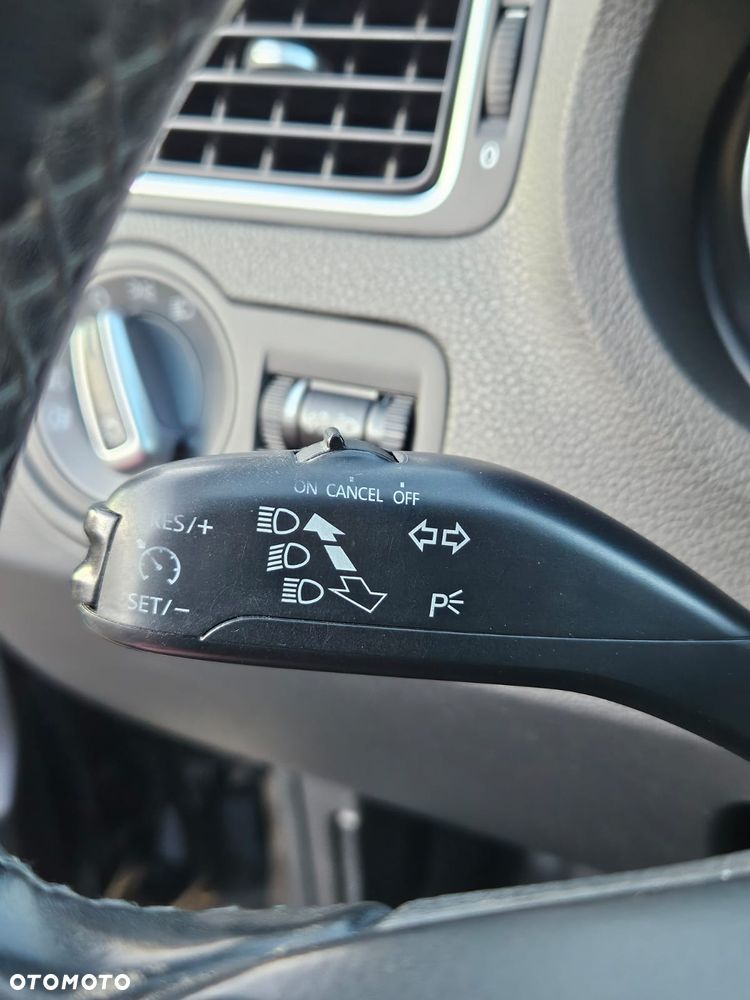 ON CANCEL OFF
RES/+
SET/-
P
OTOMOTO